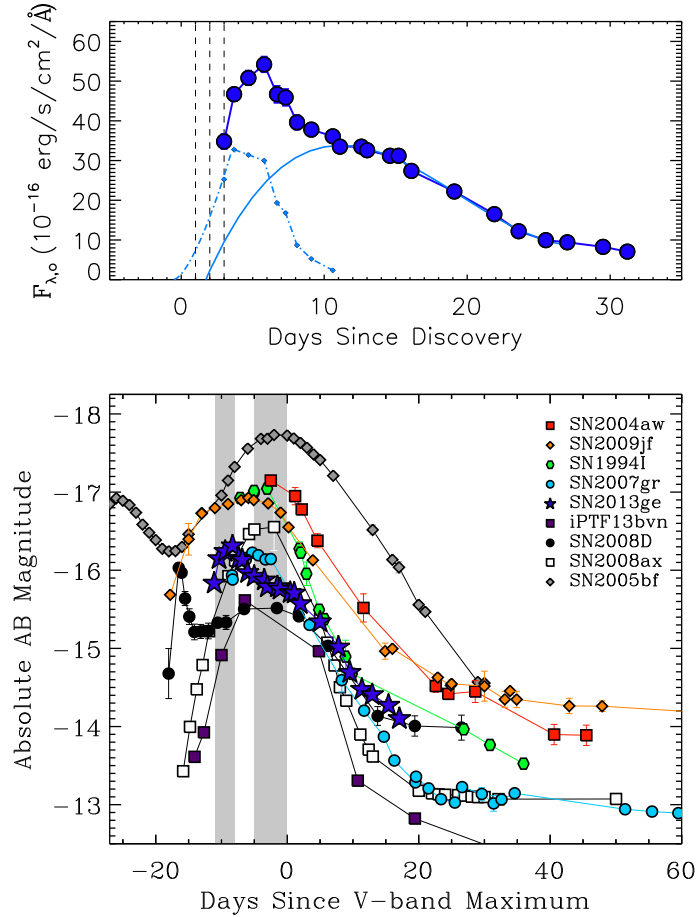 F_λ,o (10^-16 erg/s/cm^2/Å)
60
50
40
30
20
10
0
0 10 20 30
Days Since Discovery
Absolute AB Magnitude
-18
-17
-16
-15
-14
-13
SN2004aw
SN2009jf
SN1994I
SN2007gr
SN2013ge
iPTF13bvn
SN2008D
SN2008ax
SN2005bf
-20 0 20 40 60
Days Since V-band Maximum